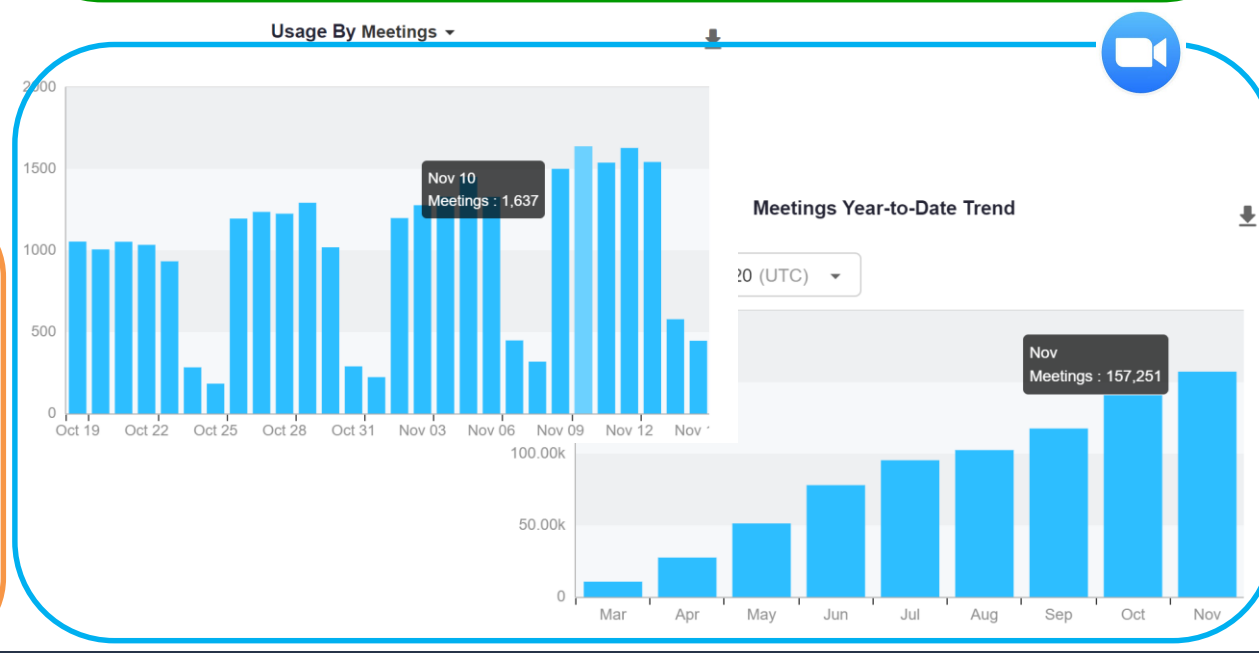 Usage By Meetings
2000
1500
1000
500
0
Nov 10
Meetings : 1,637
Oct 19 Oct 22 Oct 25 Oct 28 Oct 31 Nov 03 Nov 06 Nov 09 Nov 12 Nov
Meetings Year-to-Date Trend
20 (UTC)
Nov
Meetings : 157,251
100.00k
50.00k
0
Mar Apr May Jun Jul Aug Sep Oct Nov